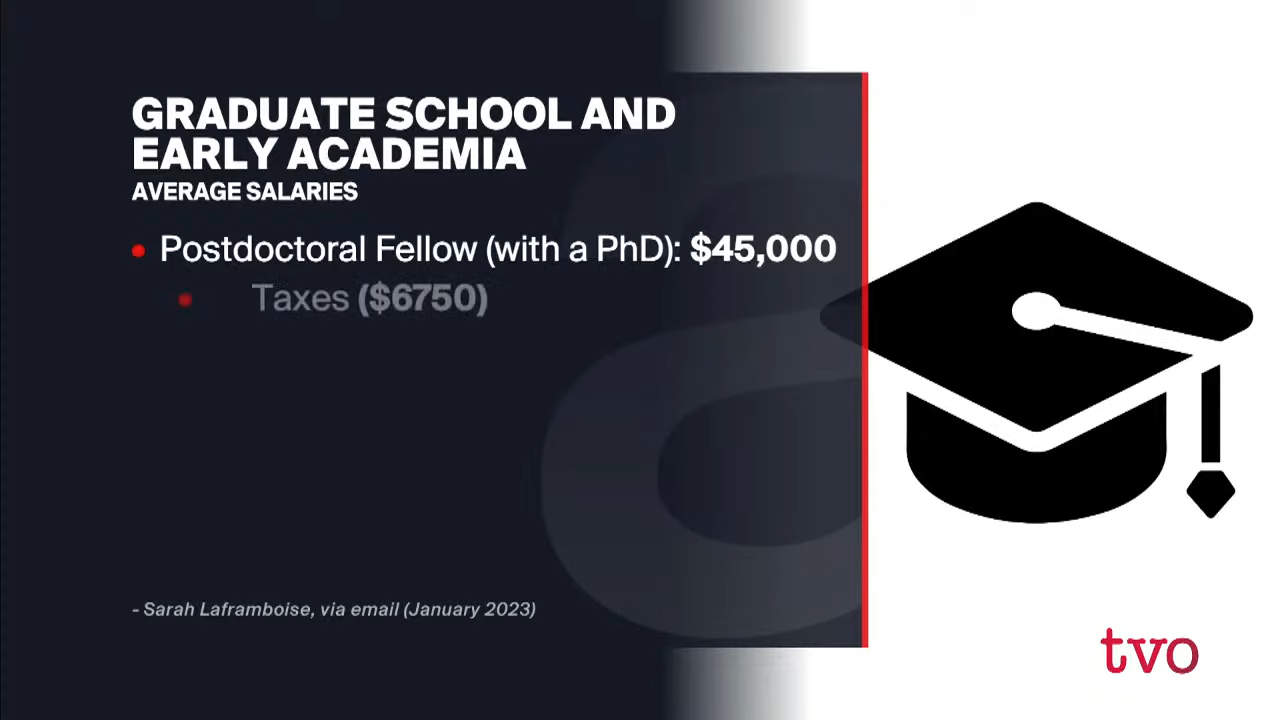 GRADUATE SCHOOL AND
EARLY ACADEMIA
AVERAGE SALARIES
• Postdoctoral Fellow (with a PhD): $45,000
• Taxes ($6750)
- Sarah Laframboise, via email (January 2023)
tvo